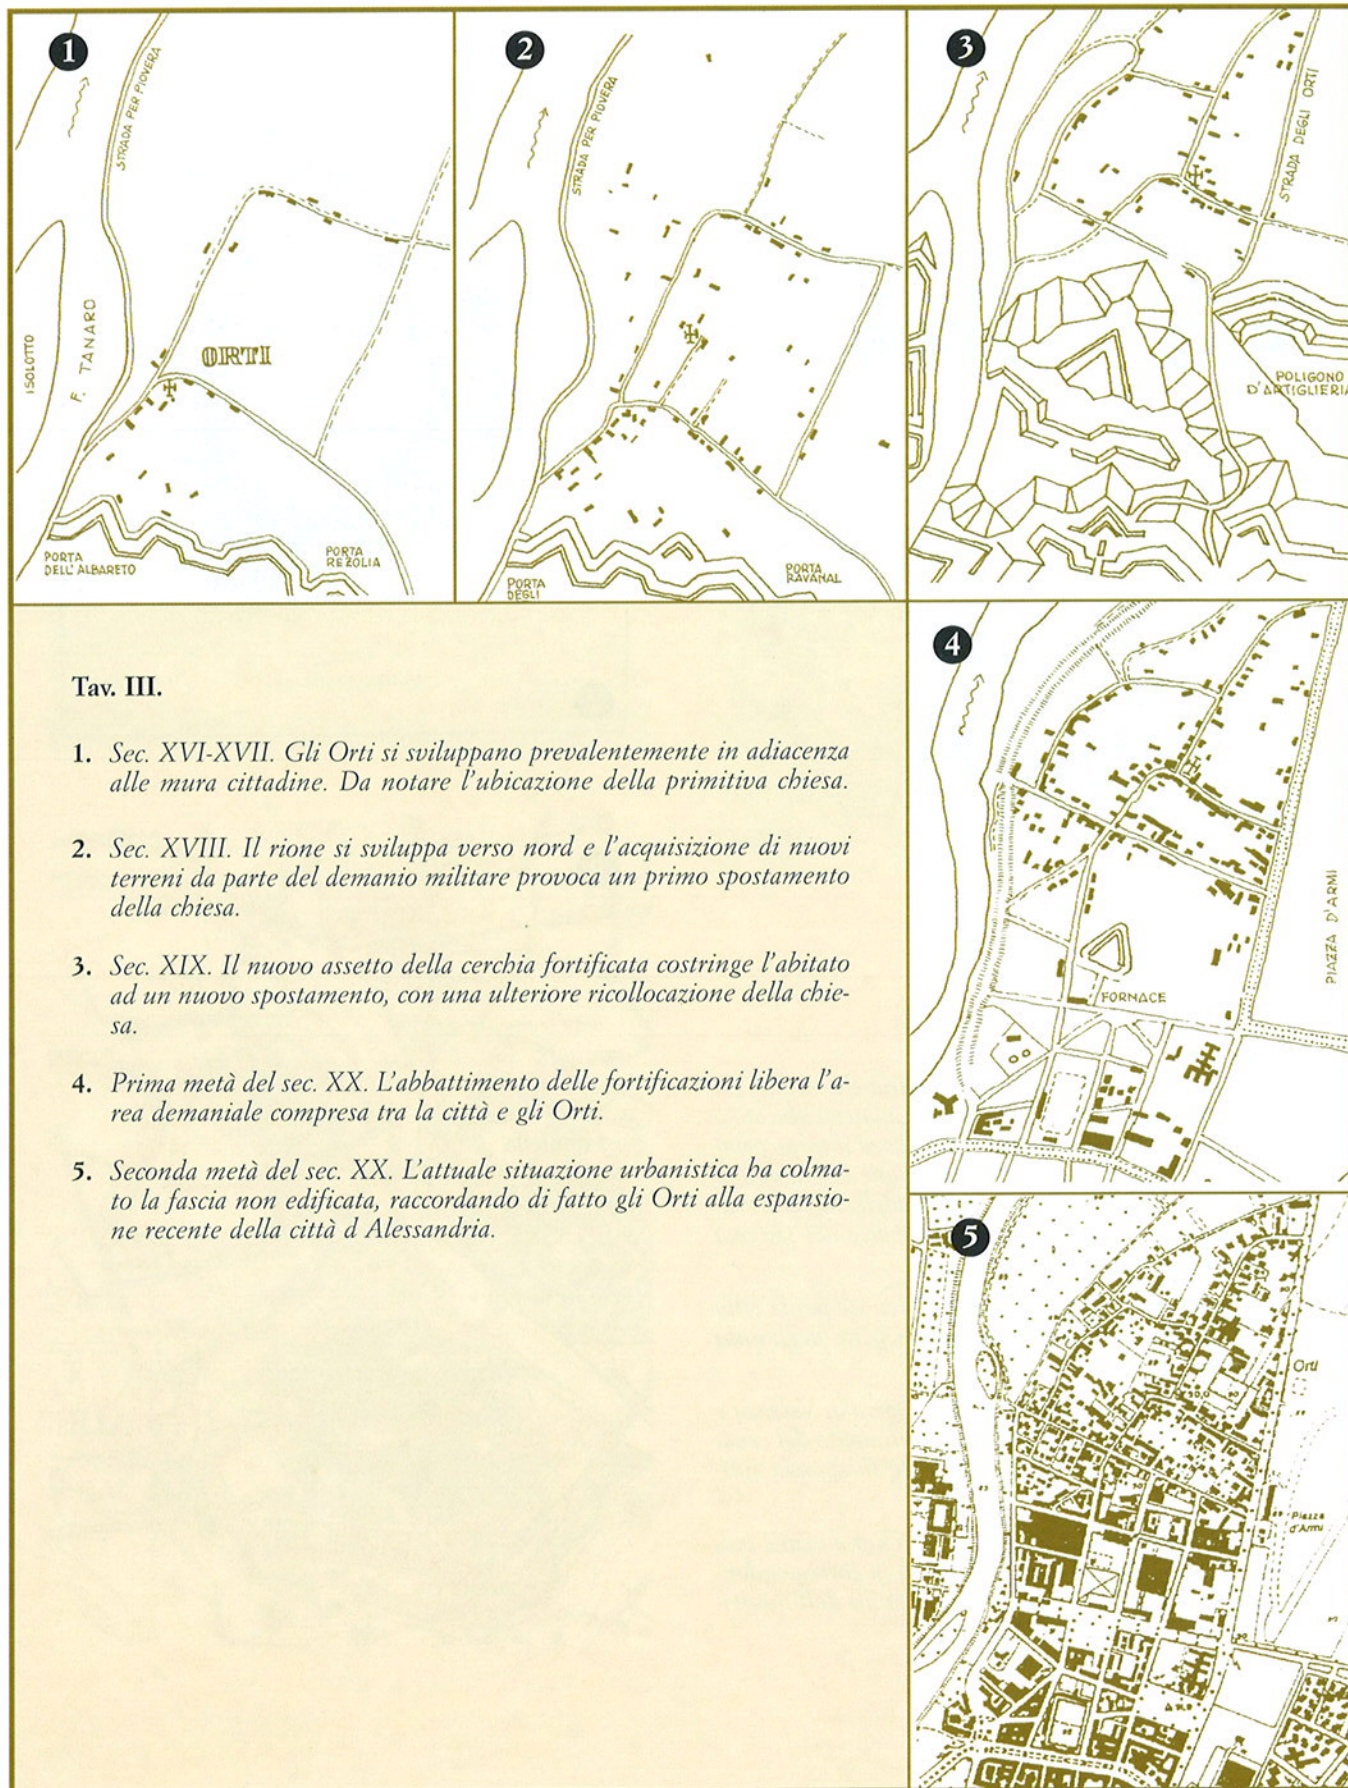 1
STRADA PER PIOVERA
ISOLOTTO
F. TANARO
ORTI
PORTA
DELL'ALBARETO
PORTA
REZOLIA
2
STRADA PER PIOVERA
PORTA
DEGLI
PORTA
RAVANAL
3
STRADA DEGLI ORTI
POLIGONO
D'ARTIGLIERIA
Tav. III.
1. Sec. XVI-XVII. Gli Orti si sviluppano prevalentemente in adiacenza
alle mura cittadine. Da notare l'ubicazione della primitiva chiesa.
2. Sec. XVIII. Il rione si sviluppa verso nord e l'acquisizione di nuovi
terreni da parte del demanio militare provoca un primo spostamento
della chiesa.
3. Sec. XIX. Il nuovo assetto della cerchia fortificata costringe l'abitato
ad un nuovo spostamento, con una ulteriore ricollocazione della chie-
sa.
4. Prima metà del sec. XX. L'abbattimento delle fortificazioni libera l'a-
rea demaniale compresa tra la città e gli Orti.
5. Seconda metà del sec. XX. L'attuale situazione urbanistica ha colma-
to la fascia non edificata, raccordando di fatto gli Orti alla espansio-
ne recente della città d Alessandria.
4
PIAZZA D'ARMI
FORNACE
5
Orti
Piazza
d'Armi